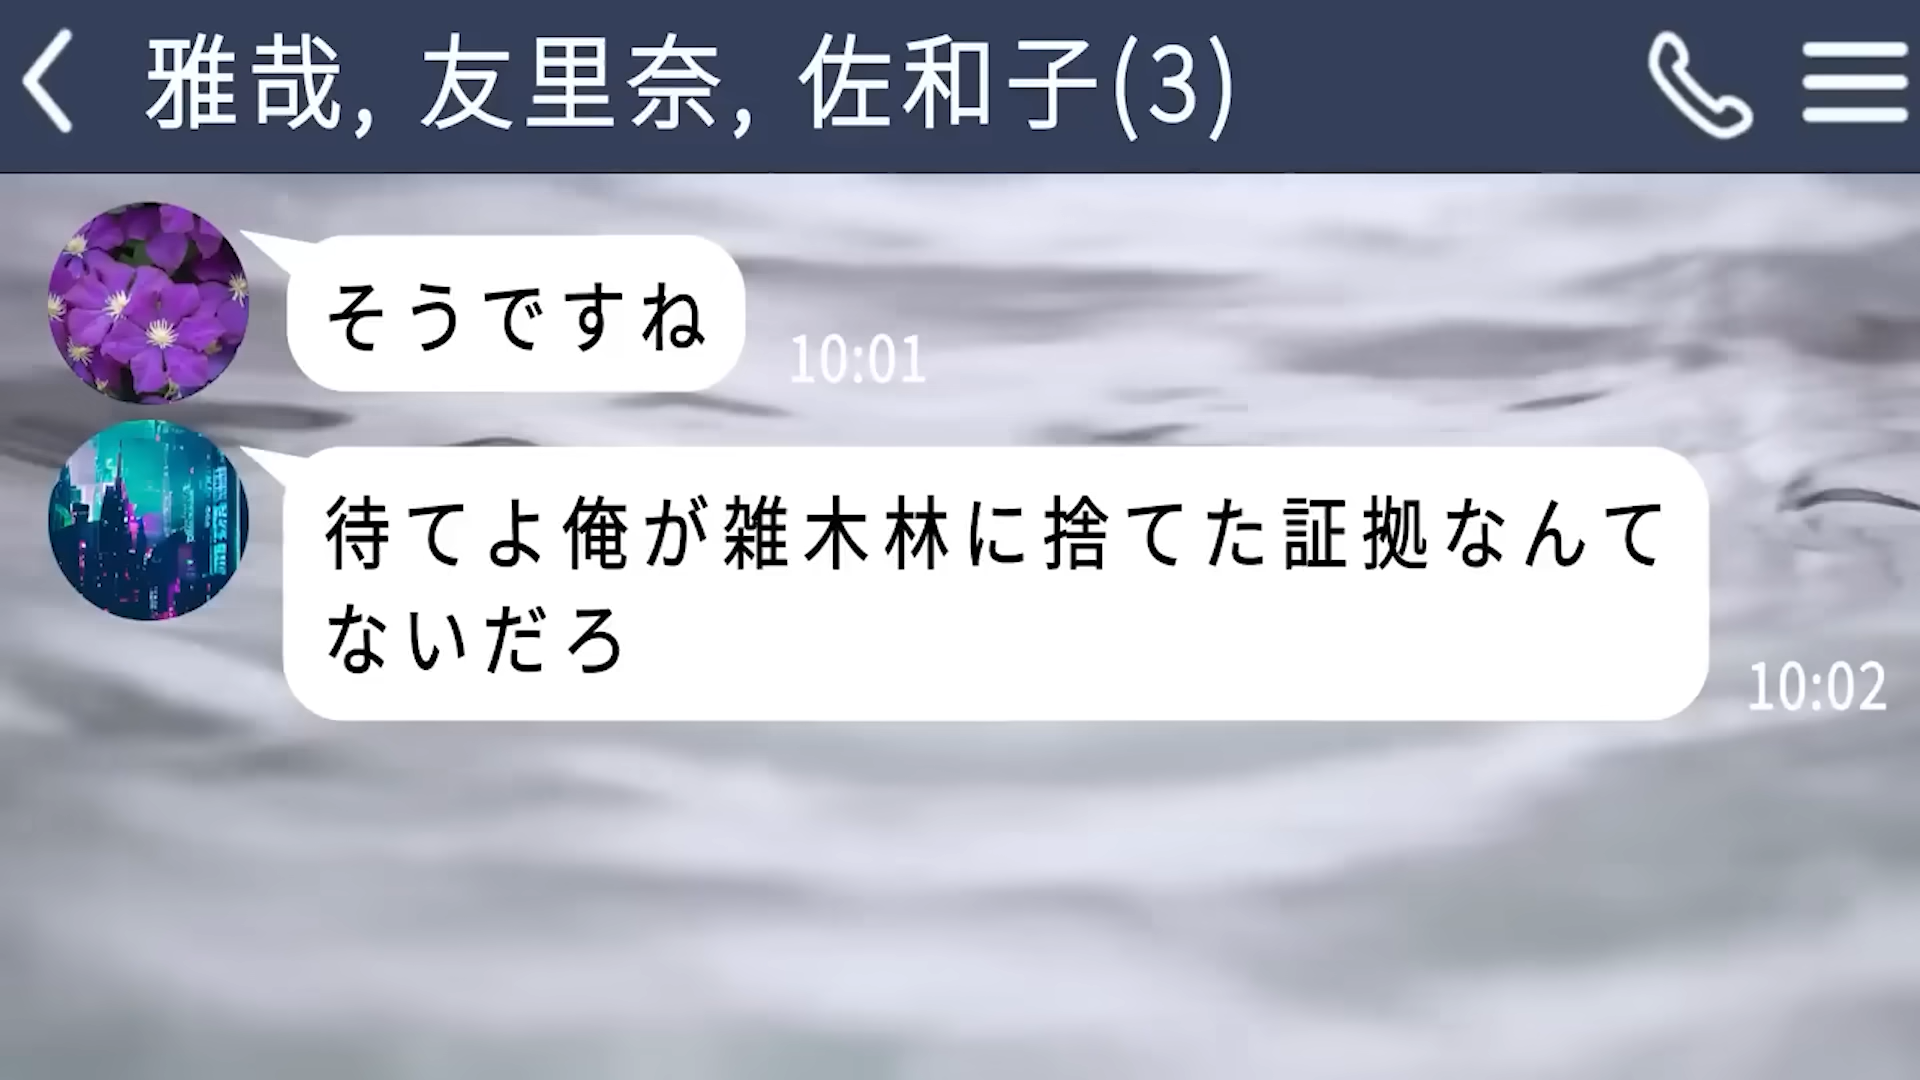 雅哉, 友里奈, 佐和子(3)
そうですね
10:01
待てよ俺が雑木林に捨てた証拠なんて
ないだろ
10:02